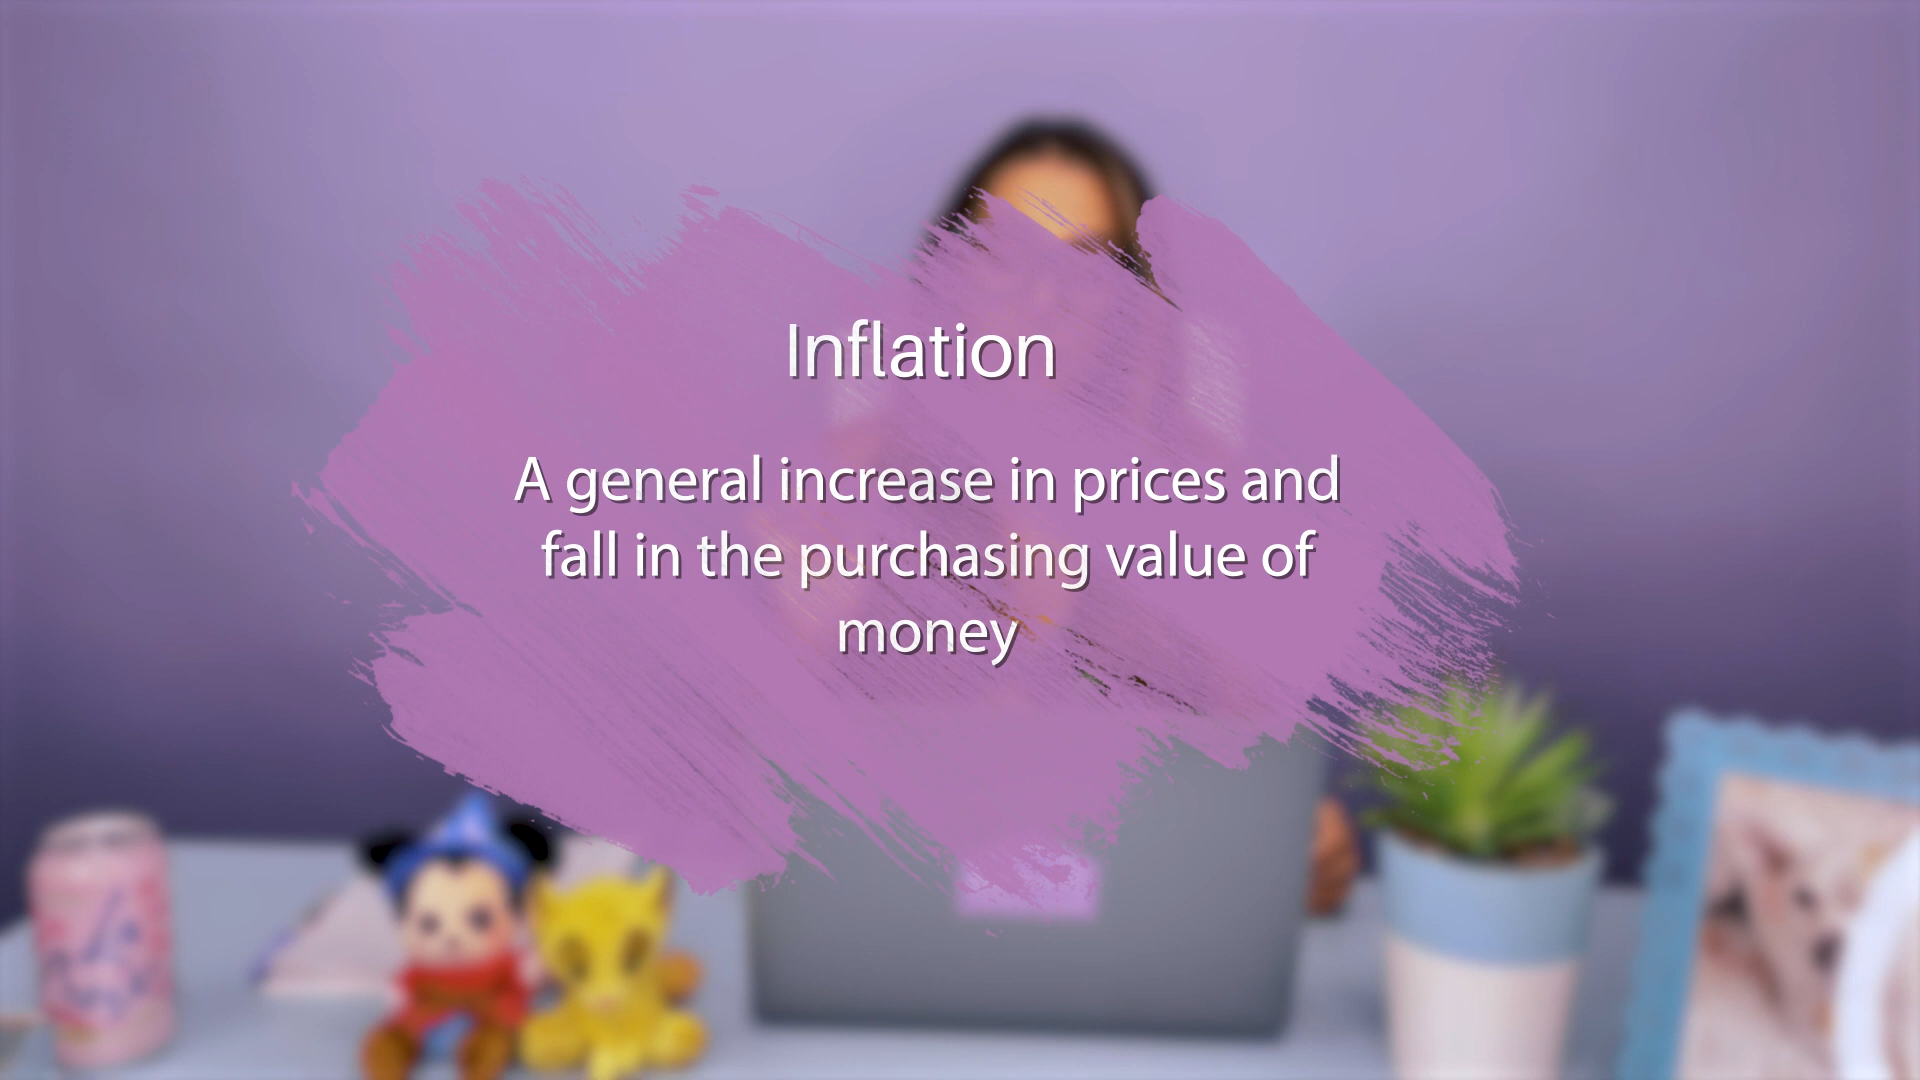 Inflation
A general increase in prices and
fall in the purchasing value of
money